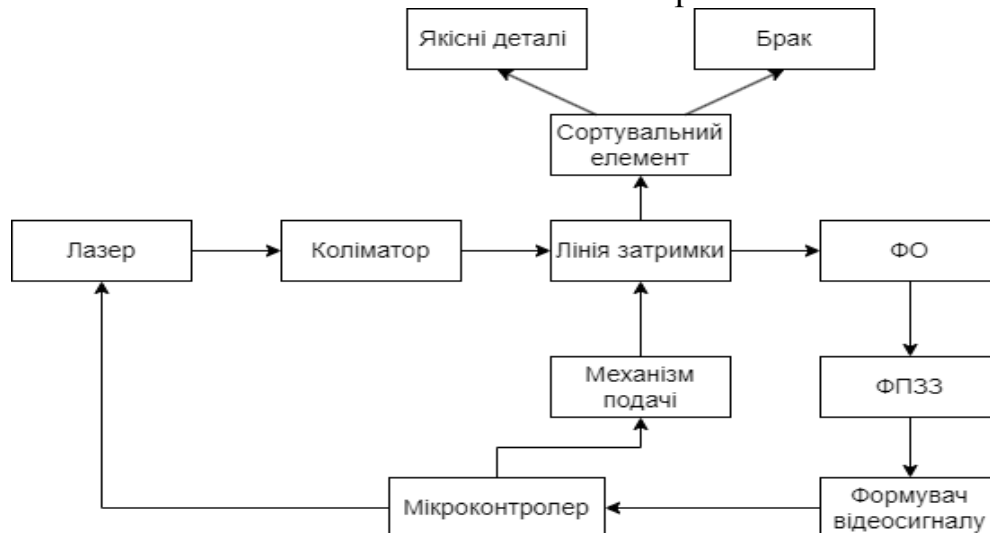 Якісні деталі
Брак
Сортувальний
елемент
Лазер
Коліматор
Лінія затримки
ФО
Механізм
подачі
ФПЗЗ
Мікроконтролер
Формувач
відеосигналу